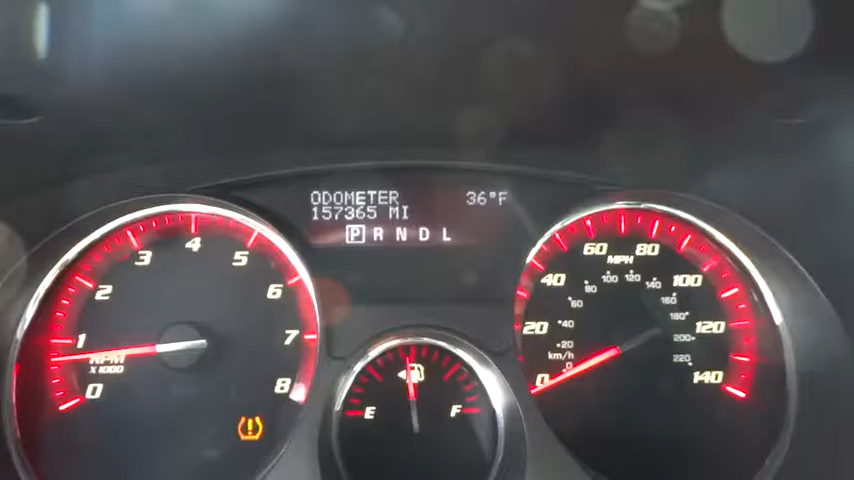 ODOMETER 36°F
157365 MI
P R N D L
0 1 2 3 4 5 6 7 8
RPM
X1000
E F
0 20 40 60 80 100 120 140
MPH
km/h
0 20 40 60 80 100 120 140 160 180 200 220